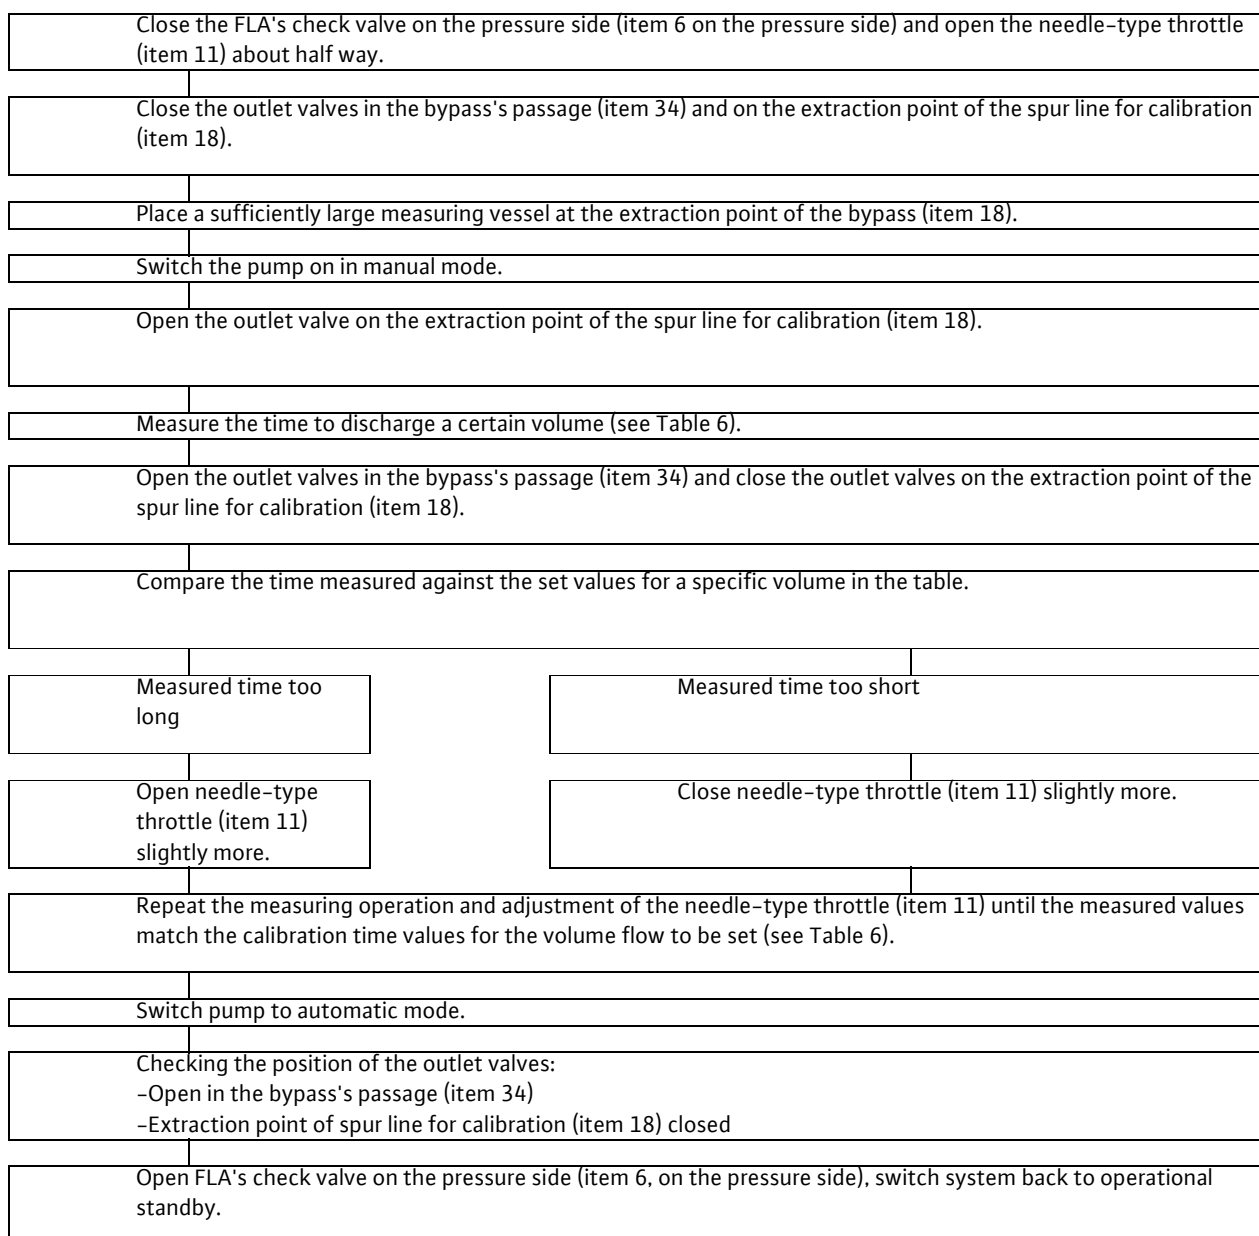 Close the FLA's check valve on the pressure side (item 6 on the pressure side) and open the needle-type throttle
(item 11) about half way.
Close the outlet valves in the bypass's passage (item 34) and on the extraction point of the spur line for calibration
(item 18).
Place a sufficiently large measuring vessel at the extraction point of the bypass (item 18).
Switch the pump on in manual mode.
Open the outlet valve on the extraction point of the spur line for calibration (item 18).
Measure the time to discharge a certain volume (see Table 6).
Open the outlet valves in the bypass's passage (item 34) and close the outlet valves on the extraction point of the
spur line for calibration (item 18).
Compare the time measured against the set values for a specific volume in the table.
Measured time too
long
Measured time too short
Open needle-type
throttle (item 11)
slightly more.
Close needle-type throttle (item 11) slightly more.
Repeat the measuring operation and adjustment of the needle-type throttle (item 11) until the measured values
match the calibration time values for the volume flow to be set (see Table 6).
Switch pump to automatic mode.
Checking the position of the outlet valves:
-Open in the bypass's passage (item 34)
-Extraction point of spur line for calibration (item 18) closed
Open FLA's check valve on the pressure side (item 6, on the pressure side), switch system back to operational
standby.